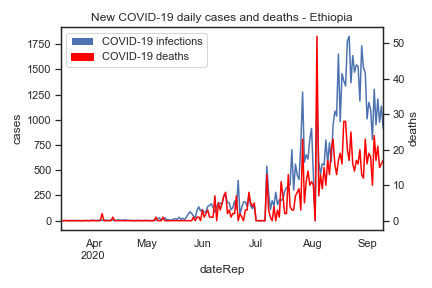 New COVID-19 daily cases and deaths - Ethiopia
COVID-19 infections
COVID-19 deaths
cases
1750
1500
1250
1000
750
500
250
0
deaths
50
40
30
20
10
0
Apr
2020
May
Jun
Jul
Aug
Sep
dateRep